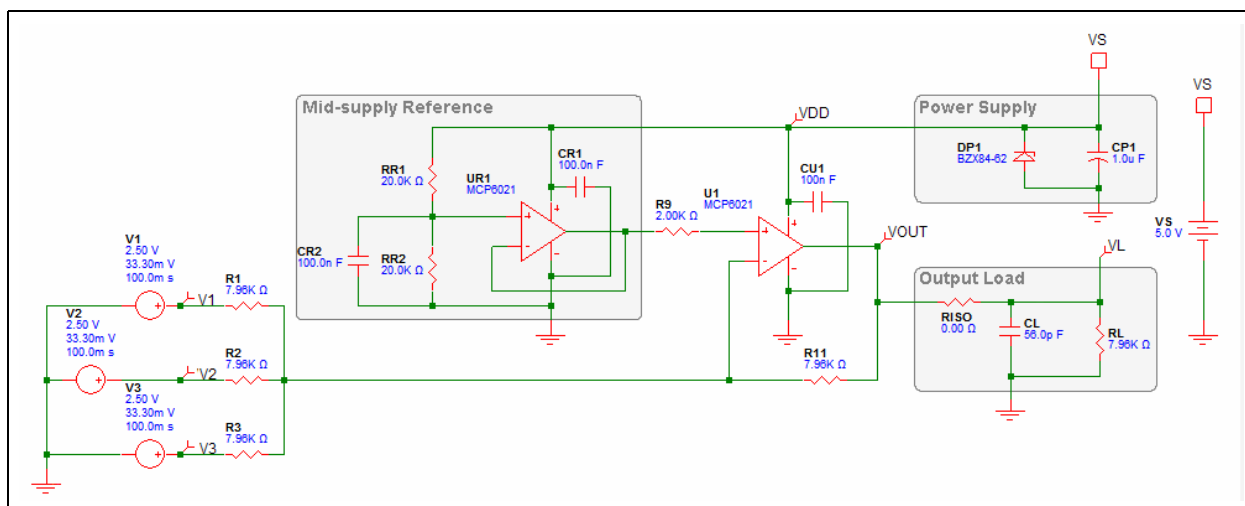 VS
VS
Mid-supply Reference
VDD
Power Supply
RR1
20.0K Ω
CR1
100.0n F
UR1
MCP6021
CU1
100n F
DP1
BZX84-62
CP1
1.0u F
R9
2.00K Ω
U1
MCP6021
VOUT
VS
5.0 V
V1
2.50 V
33.30m V
100.0m s
CR2
100.0n F
RR2
20.0K Ω
VL
V1
R1
7.96K Ω
Output Load
V2
2.50 V
33.30m V
100.0m s
RISO
0.00 Ω
CL
56.0p F
RL
7.96K Ω
V2
R2
7.96K Ω
R11
7.96K Ω
V3
2.50 V
33.30m V
100.0m s
V3
R3
7.96K Ω